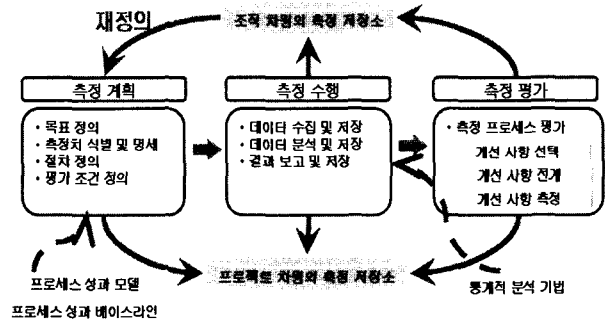 재정의
조직 차원의 측정 저장소
측정 계획
측정 수행
측정 평가
· 목표 정의
· 측정치 식별 및 명세
· 절차 정의
· 평가 조건 정의
· 데이터 수집 및 저장
· 데이터 분석 및 저장
· 결과 보고 및 저장
· 측정 프로세스 평가
개선 사항 선택
개선 사항 전개
개선 사항 측정
프로젝트 차원의 측정 저장소
프로세스 성과 모델
프로세스 성과 베이스라인
통계적 분석 기법